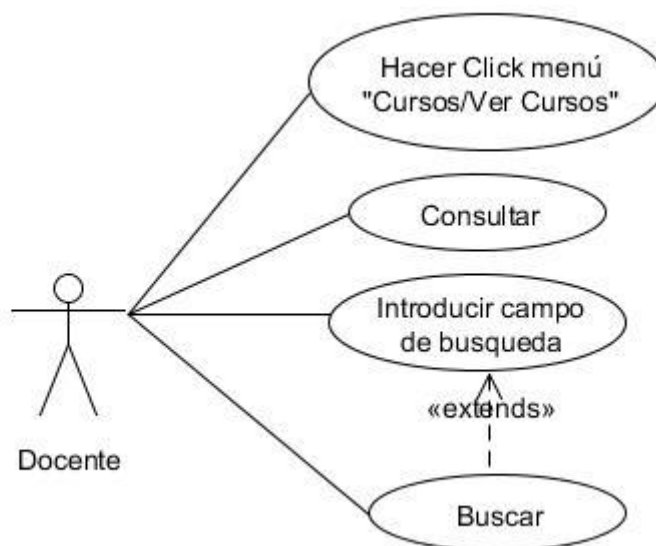 Hacer Click menú
"Cursos/Ver Cursos"
Consultar
Introducir campo
de busqueda
«extends»
Docente
Buscar